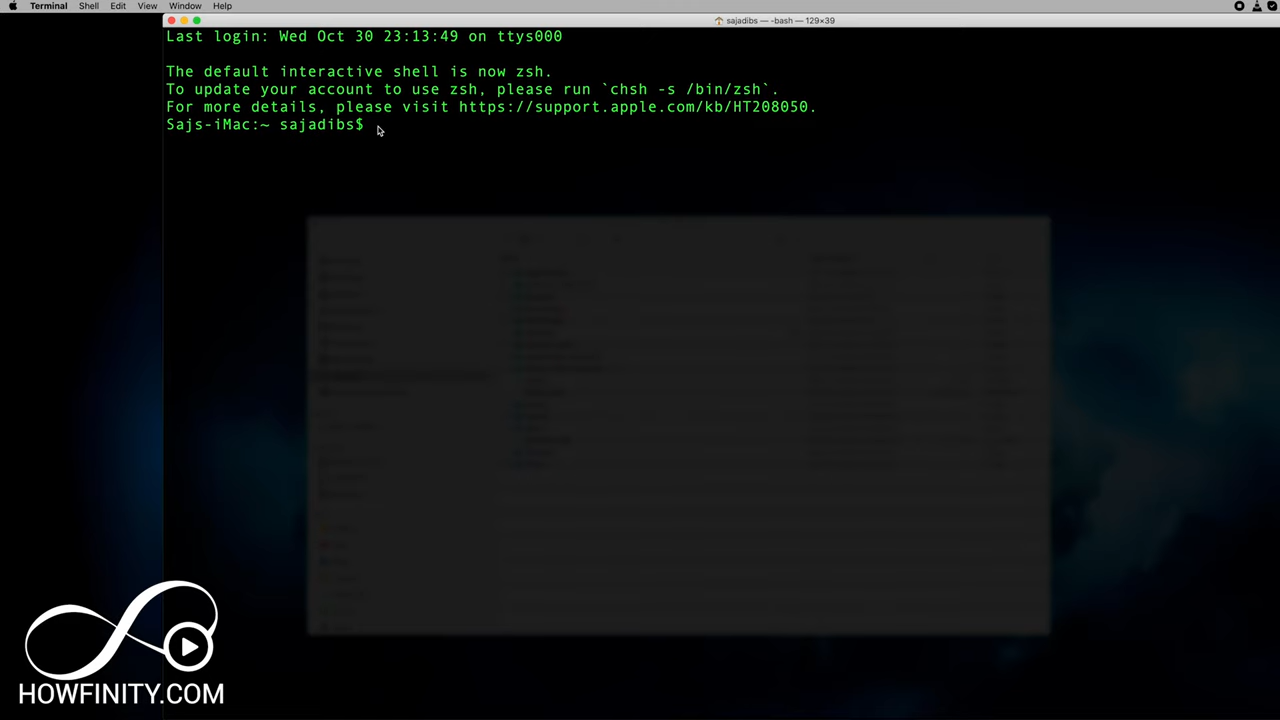 Terminal Shell Edit View Window Help
sajadibs — -bash — 129×39
Last login: Wed Oct 30 23:13:49 on ttys000
The default interactive shell is now zsh.
To update your account to use zsh, please run `chsh -s /bin/zsh`.
For more details, please visit https://support.apple.com/kb/HT208050.
Sajs-iMac:~ sajadibs$
HOWFINITY.COM